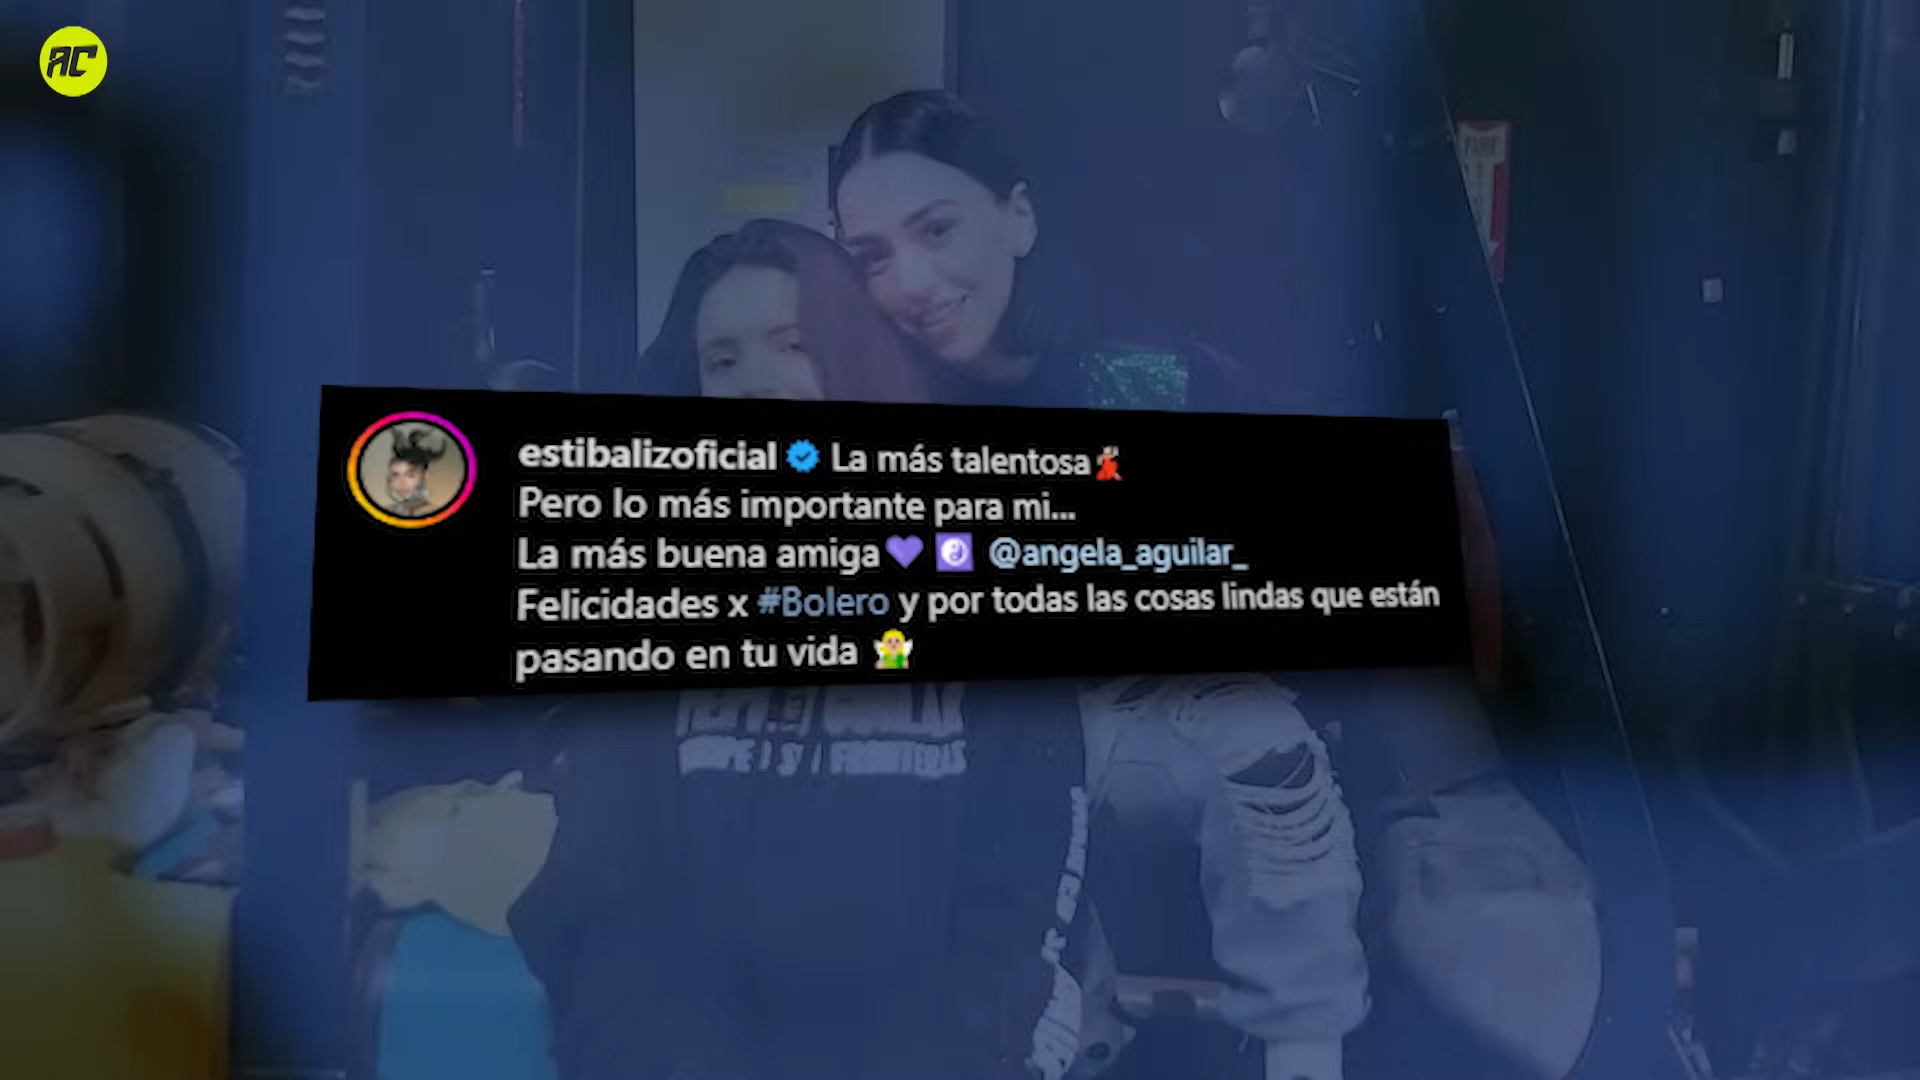 AC
FIRE
estibalizoficial La más talentosa💃
Pero lo más importante para mi...
La más buena amiga💜 ☯️ @angela_aguilar_
Felicidades x #Bolero y por todas las cosas lindas que están
pasando en tu vida 🧚